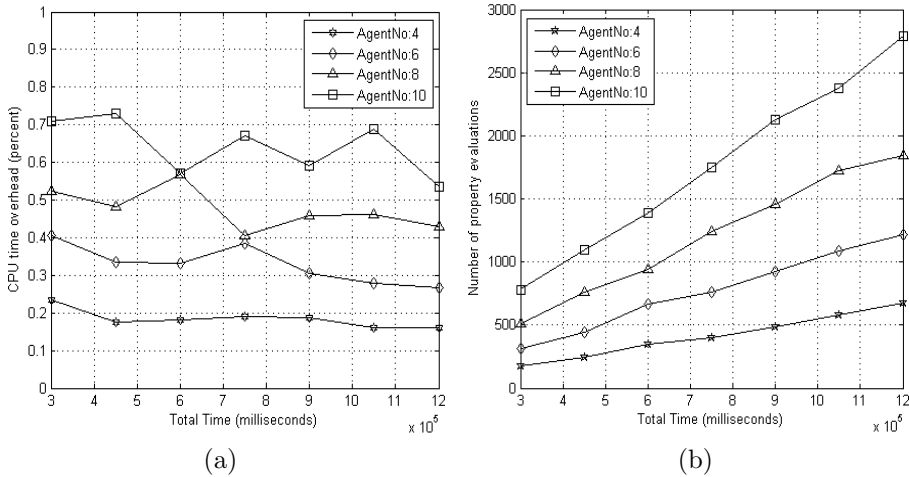 1
0.9
0.8
0.7
0.6
0.5
0.4
0.3
0.2
0.1
0
CPU time overhead (percent)
AgentNo:4
AgentNo:6
AgentNo:8
AgentNo:10
3 4 5 6 7 8 9 10 11 12
Total Time (milliseconds)
x 10^5
(a)
3000
2500
2000
1500
1000
500
0
Number of property evaluations
AgentNo:4
AgentNo:6
AgentNo:8
AgentNo:10
3 4 5 6 7 8 9 10 11 12
Total Time (milliseconds)
x 10^5
(b)